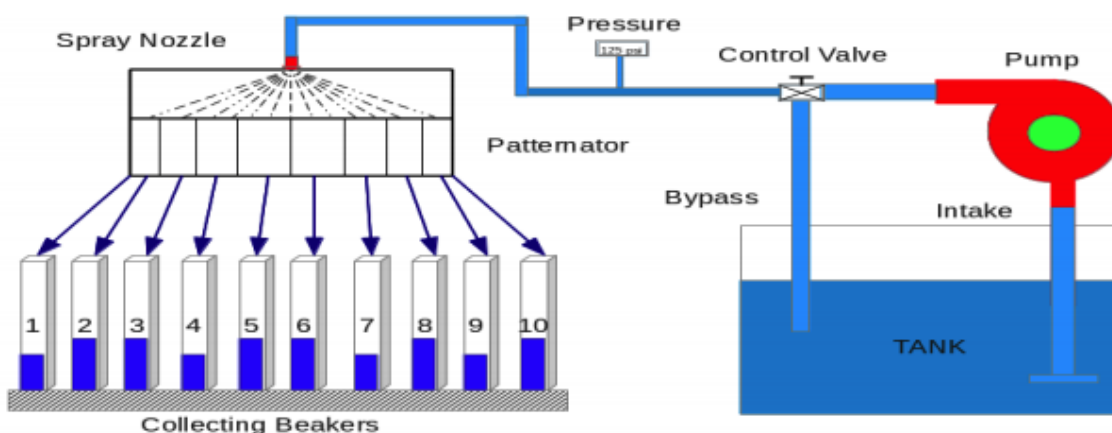 Pressure
Spray Nozzle
125 psi
Control Valve
Pump
Patternator
Bypass
Intake
1 2 3 4 5 6 7 8 9 10
TANK
Collecting Beakers